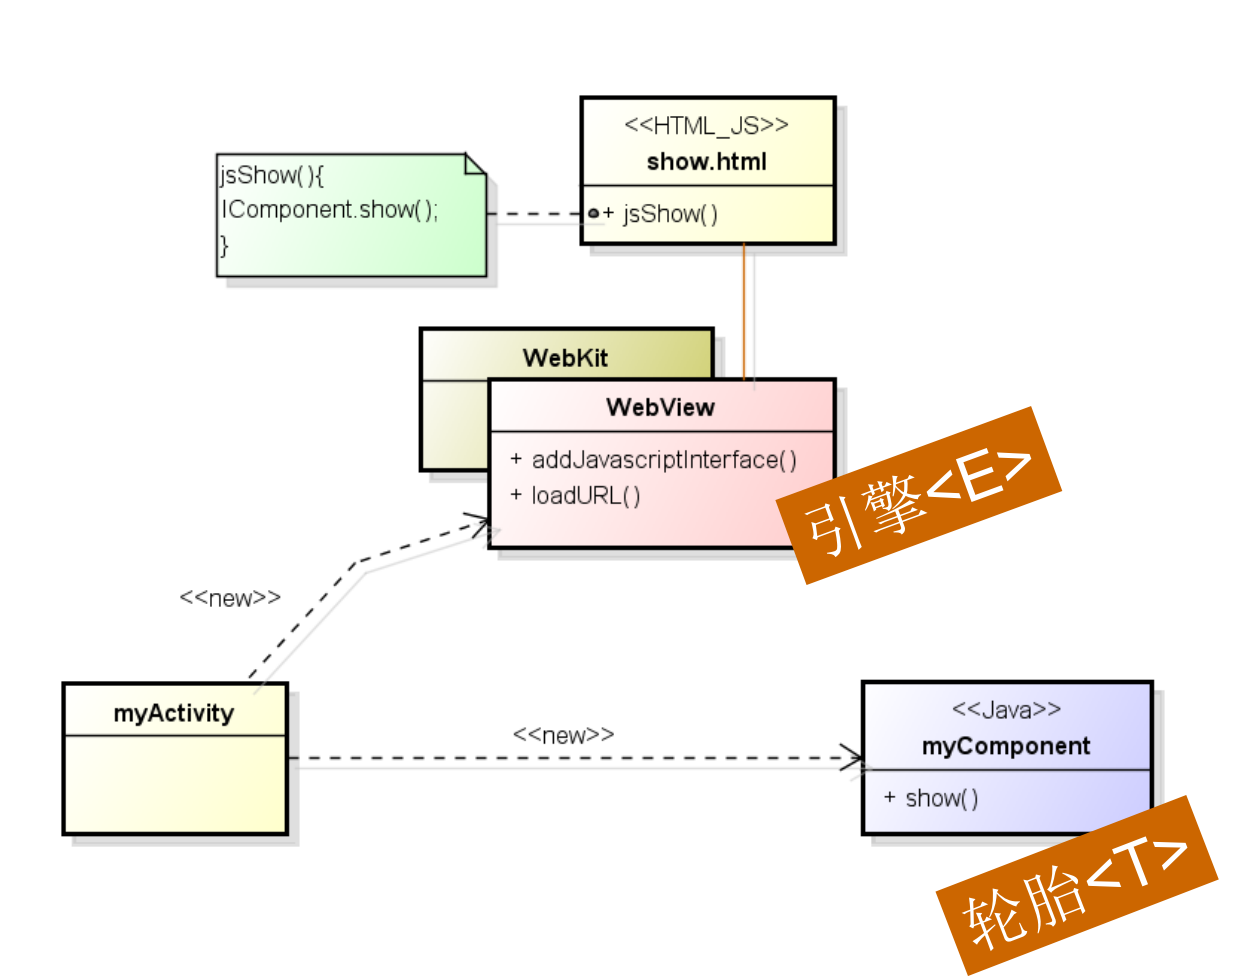 <<HTML_JS>>
show.html
+ jsShow()
jsShow(){
IComponent.show();
}
WebKit
WebView
+ addJavascriptInterface()
+ loadURL()
引擎<E>
<<new>>
myActivity
<<new>>
<<Java>>
myComponent
+ show()
轮胎<T>